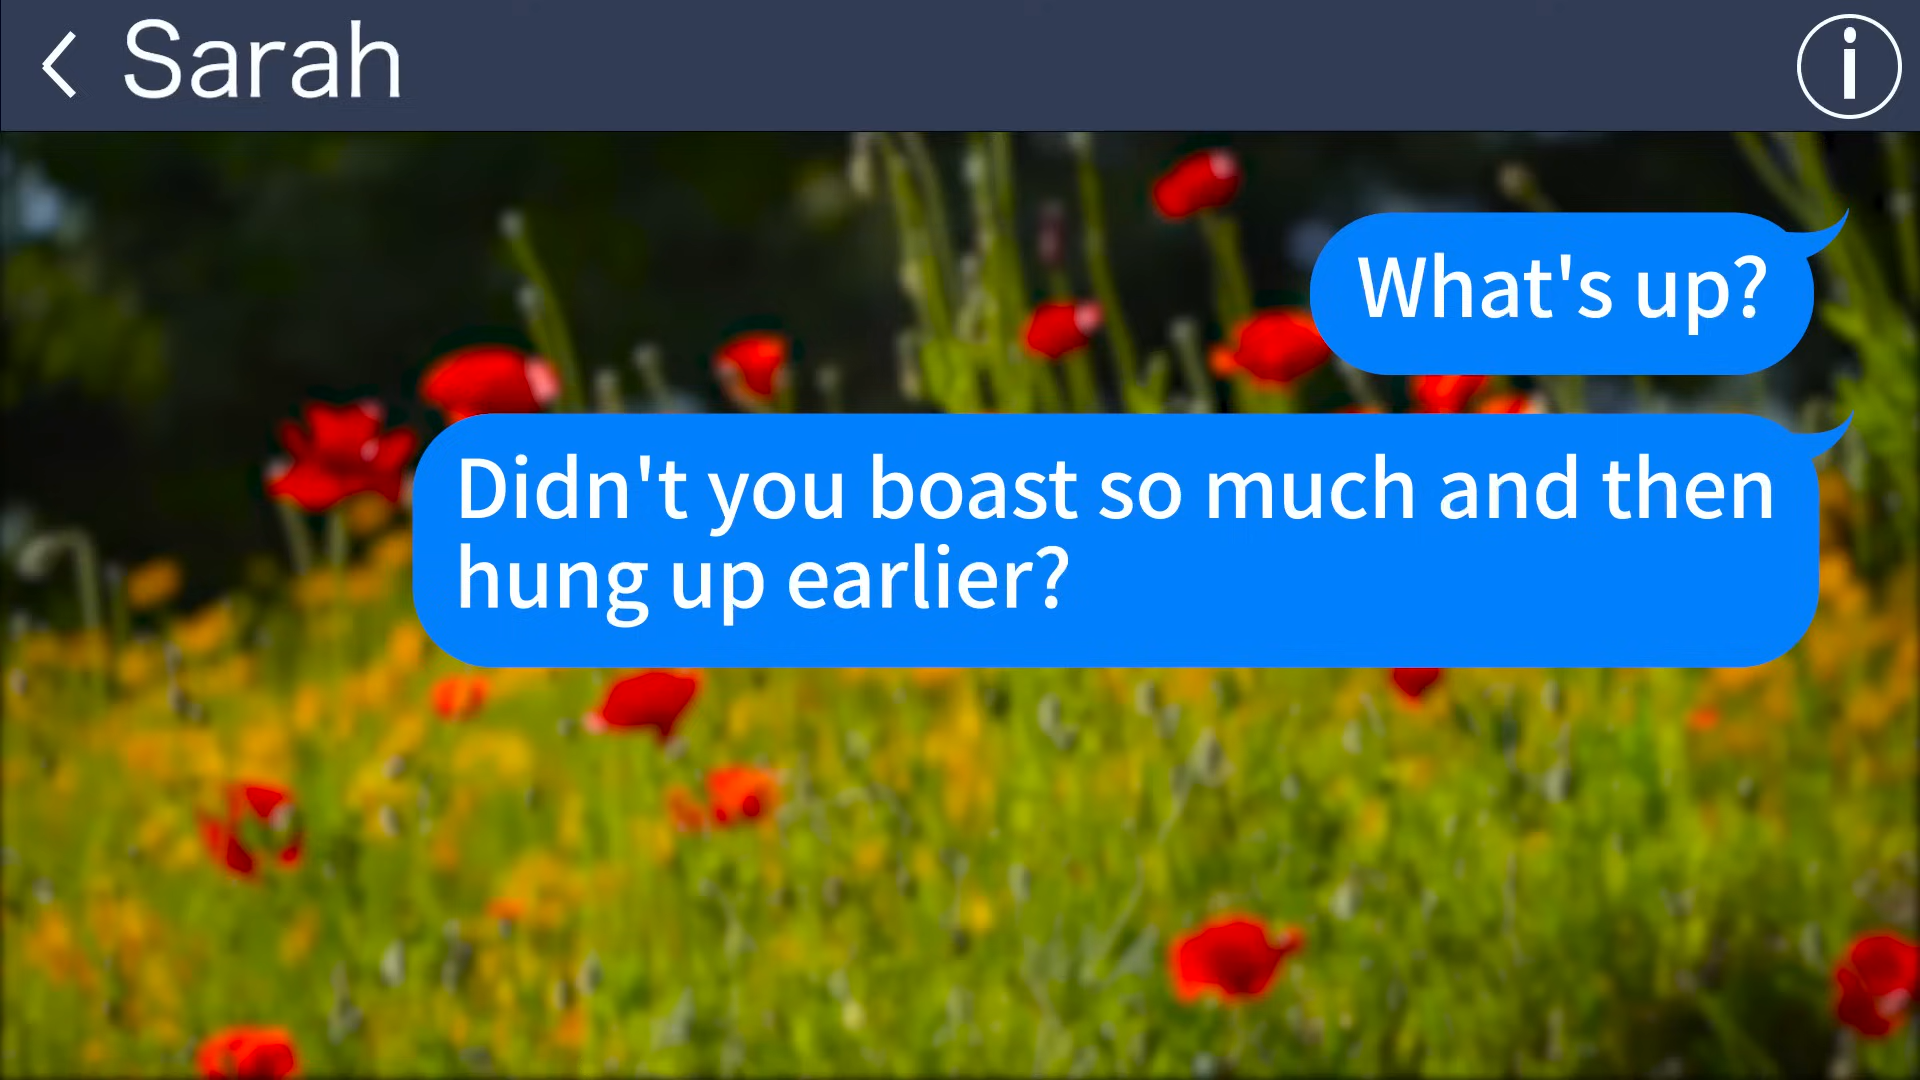 Sarah
What's up?
Didn't you boast so much and then
hung up earlier?